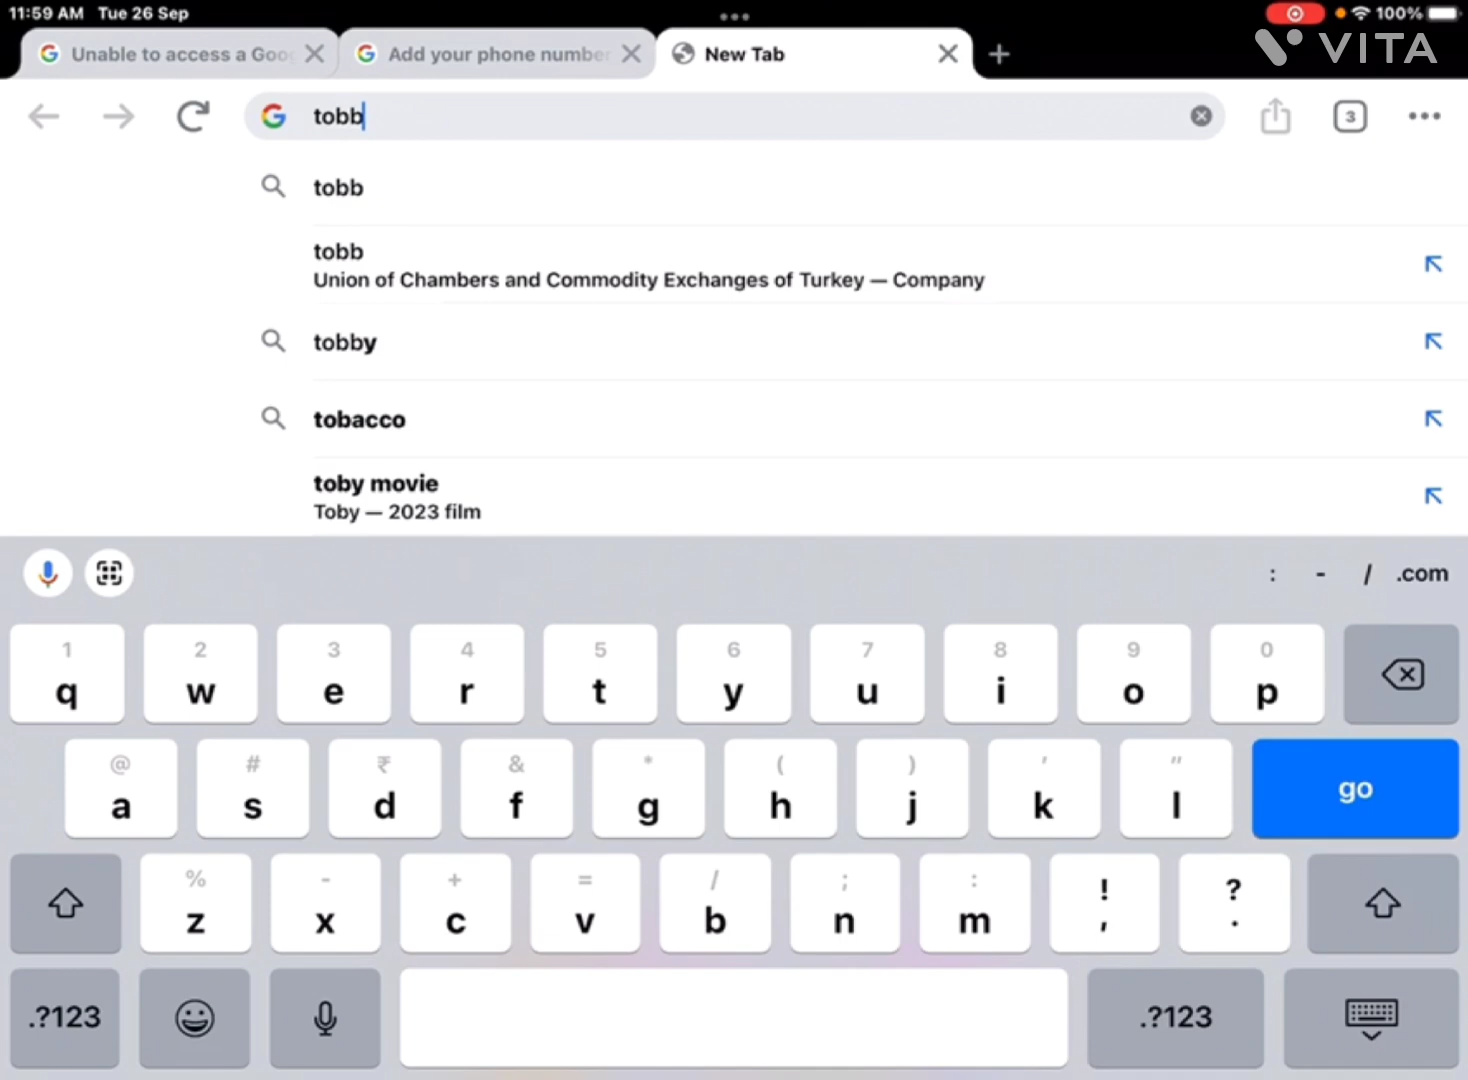 11:59 AM Tue 26 Sep
100%
VITA
Unable to access a Goo
Add your phone number
New Tab
tobb
3
tobb
tobb
Union of Chambers and Commodity Exchanges of Turkey — Company
tobby
tobacco
toby movie
Toby — 2023 film
: - / .com
1 2 3 4 5 6 7 8 9 0
q w e r t y u i o p
@ # ₹ & * ( ) ' "
a s d f g h j k l go
% - + = / ; : ! ?
z x c v b n m , .
.?123 .?123